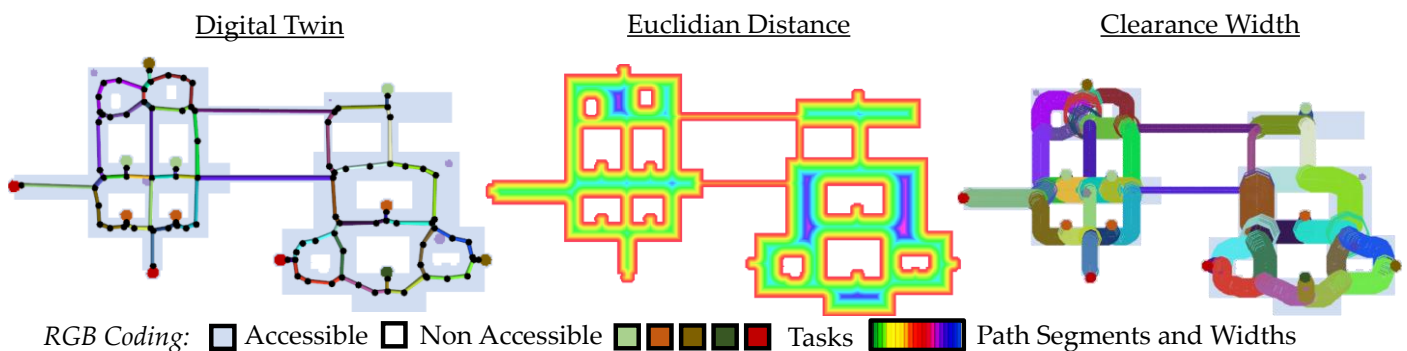 Digital Twin Euclidian Distance Clearance Width
RGB Coding: Accessible Non Accessible Tasks Path Segments and Widths